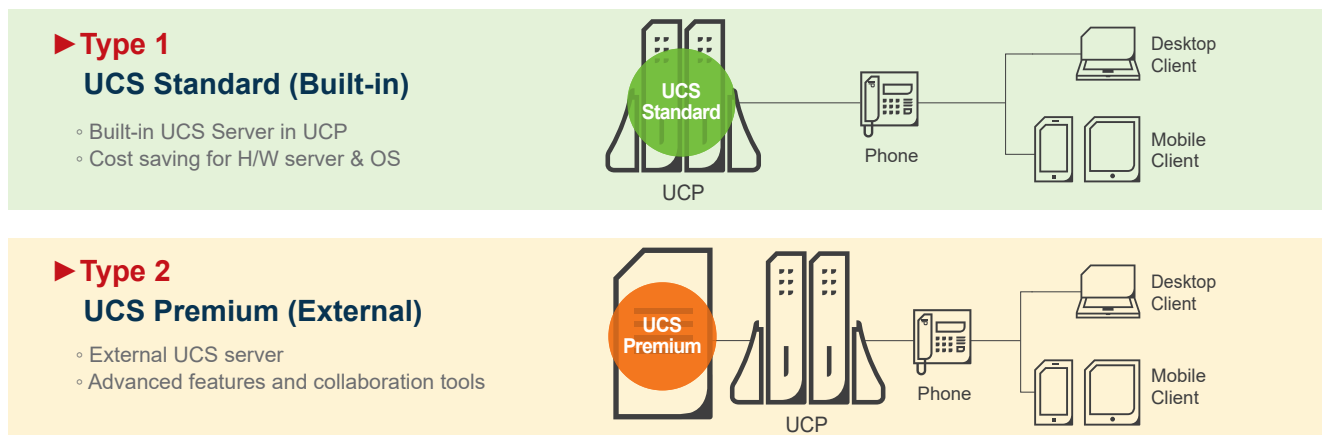 ►Type 1
UCS Standard (Built-in)
◦ Built-in UCS Server in UCP
◦ Cost saving for H/W server & OS
UCS
Standard
UCP
Phone
Desktop
Client
Mobile
Client
►Type 2
UCS Premium (External)
◦ External UCS server
◦ Advanced features and collaboration tools
UCS
Premium
UCP
Phone
Desktop
Client
Mobile
Client